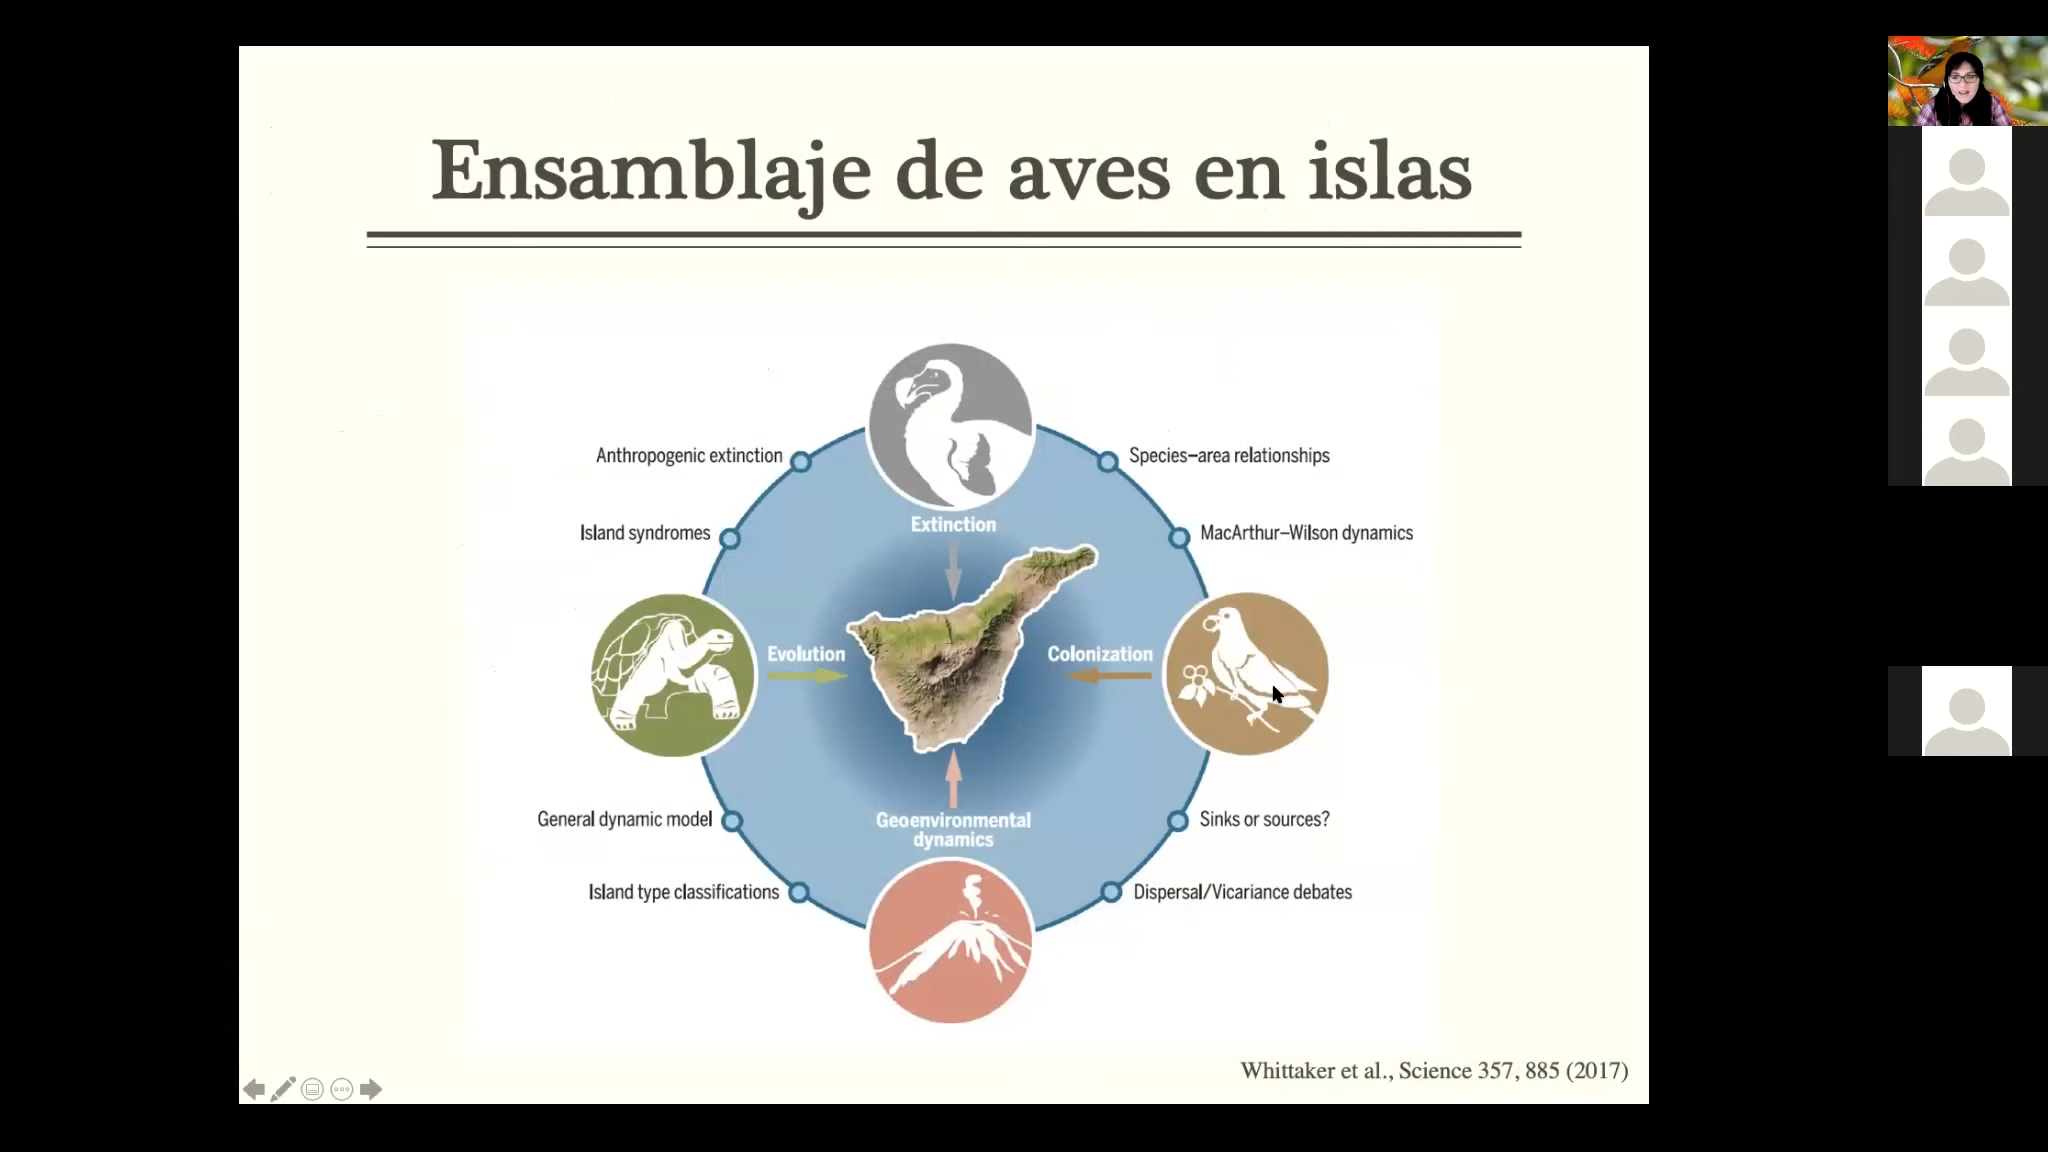 Ensamblaje de aves en islas
Anthropogenic extinction
Species–area relationships
Extinction
Island syndromes
MacArthur–Wilson dynamics
Evolution
Colonization
General dynamic model
Geoenvironmental
dynamics
Sinks or sources?
Island type classifications
Dispersal/Vicariance debates
Whittaker et al., Science 357, 885 (2017)